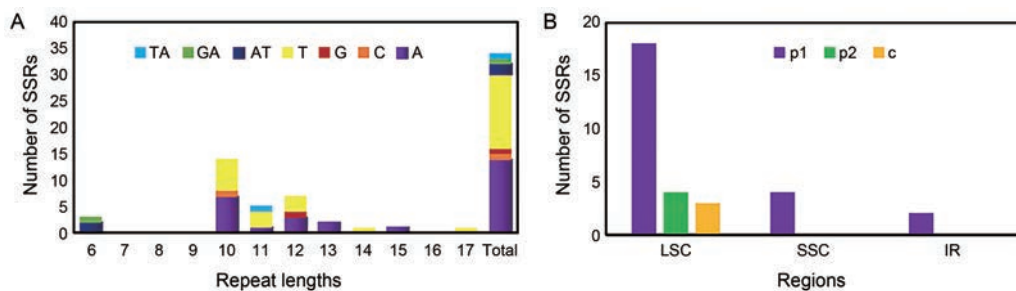 A
Number of SSRs
40
35
30
25
20
15
10
5
0
TA GA AT T G C A
6 7 8 9 10 11 12 13 14 15 16 17 Total
Repeat lengths
B
Number of SSRs
20
15
10
5
0
p1 p2 c
LSC SSC IR
Regions